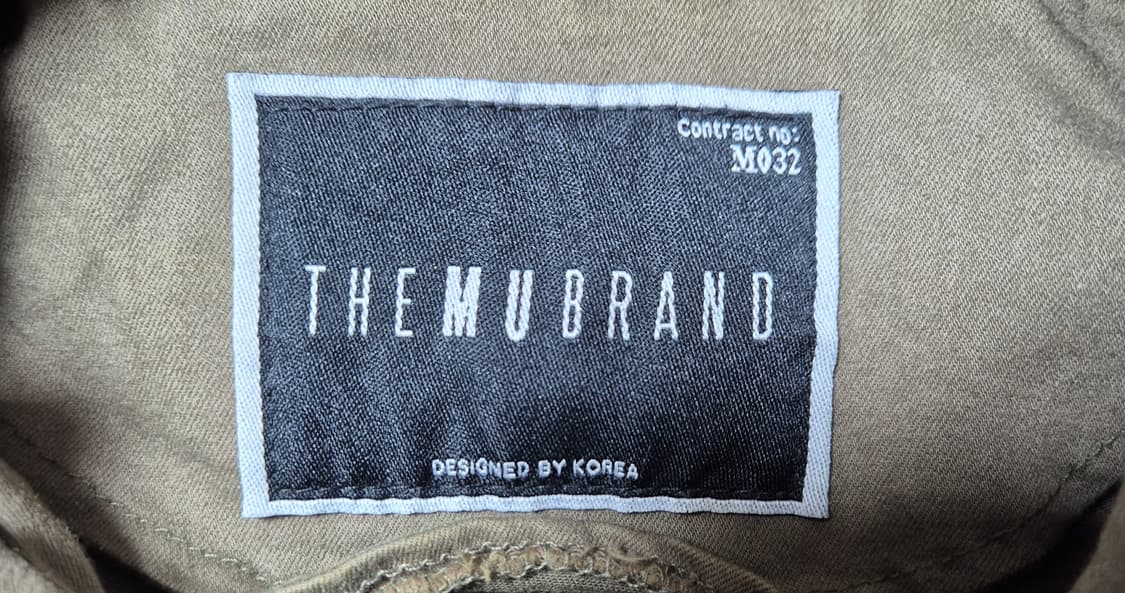 Contract no:
M032
THEMUBRAND
DESIGNED BY KOREA